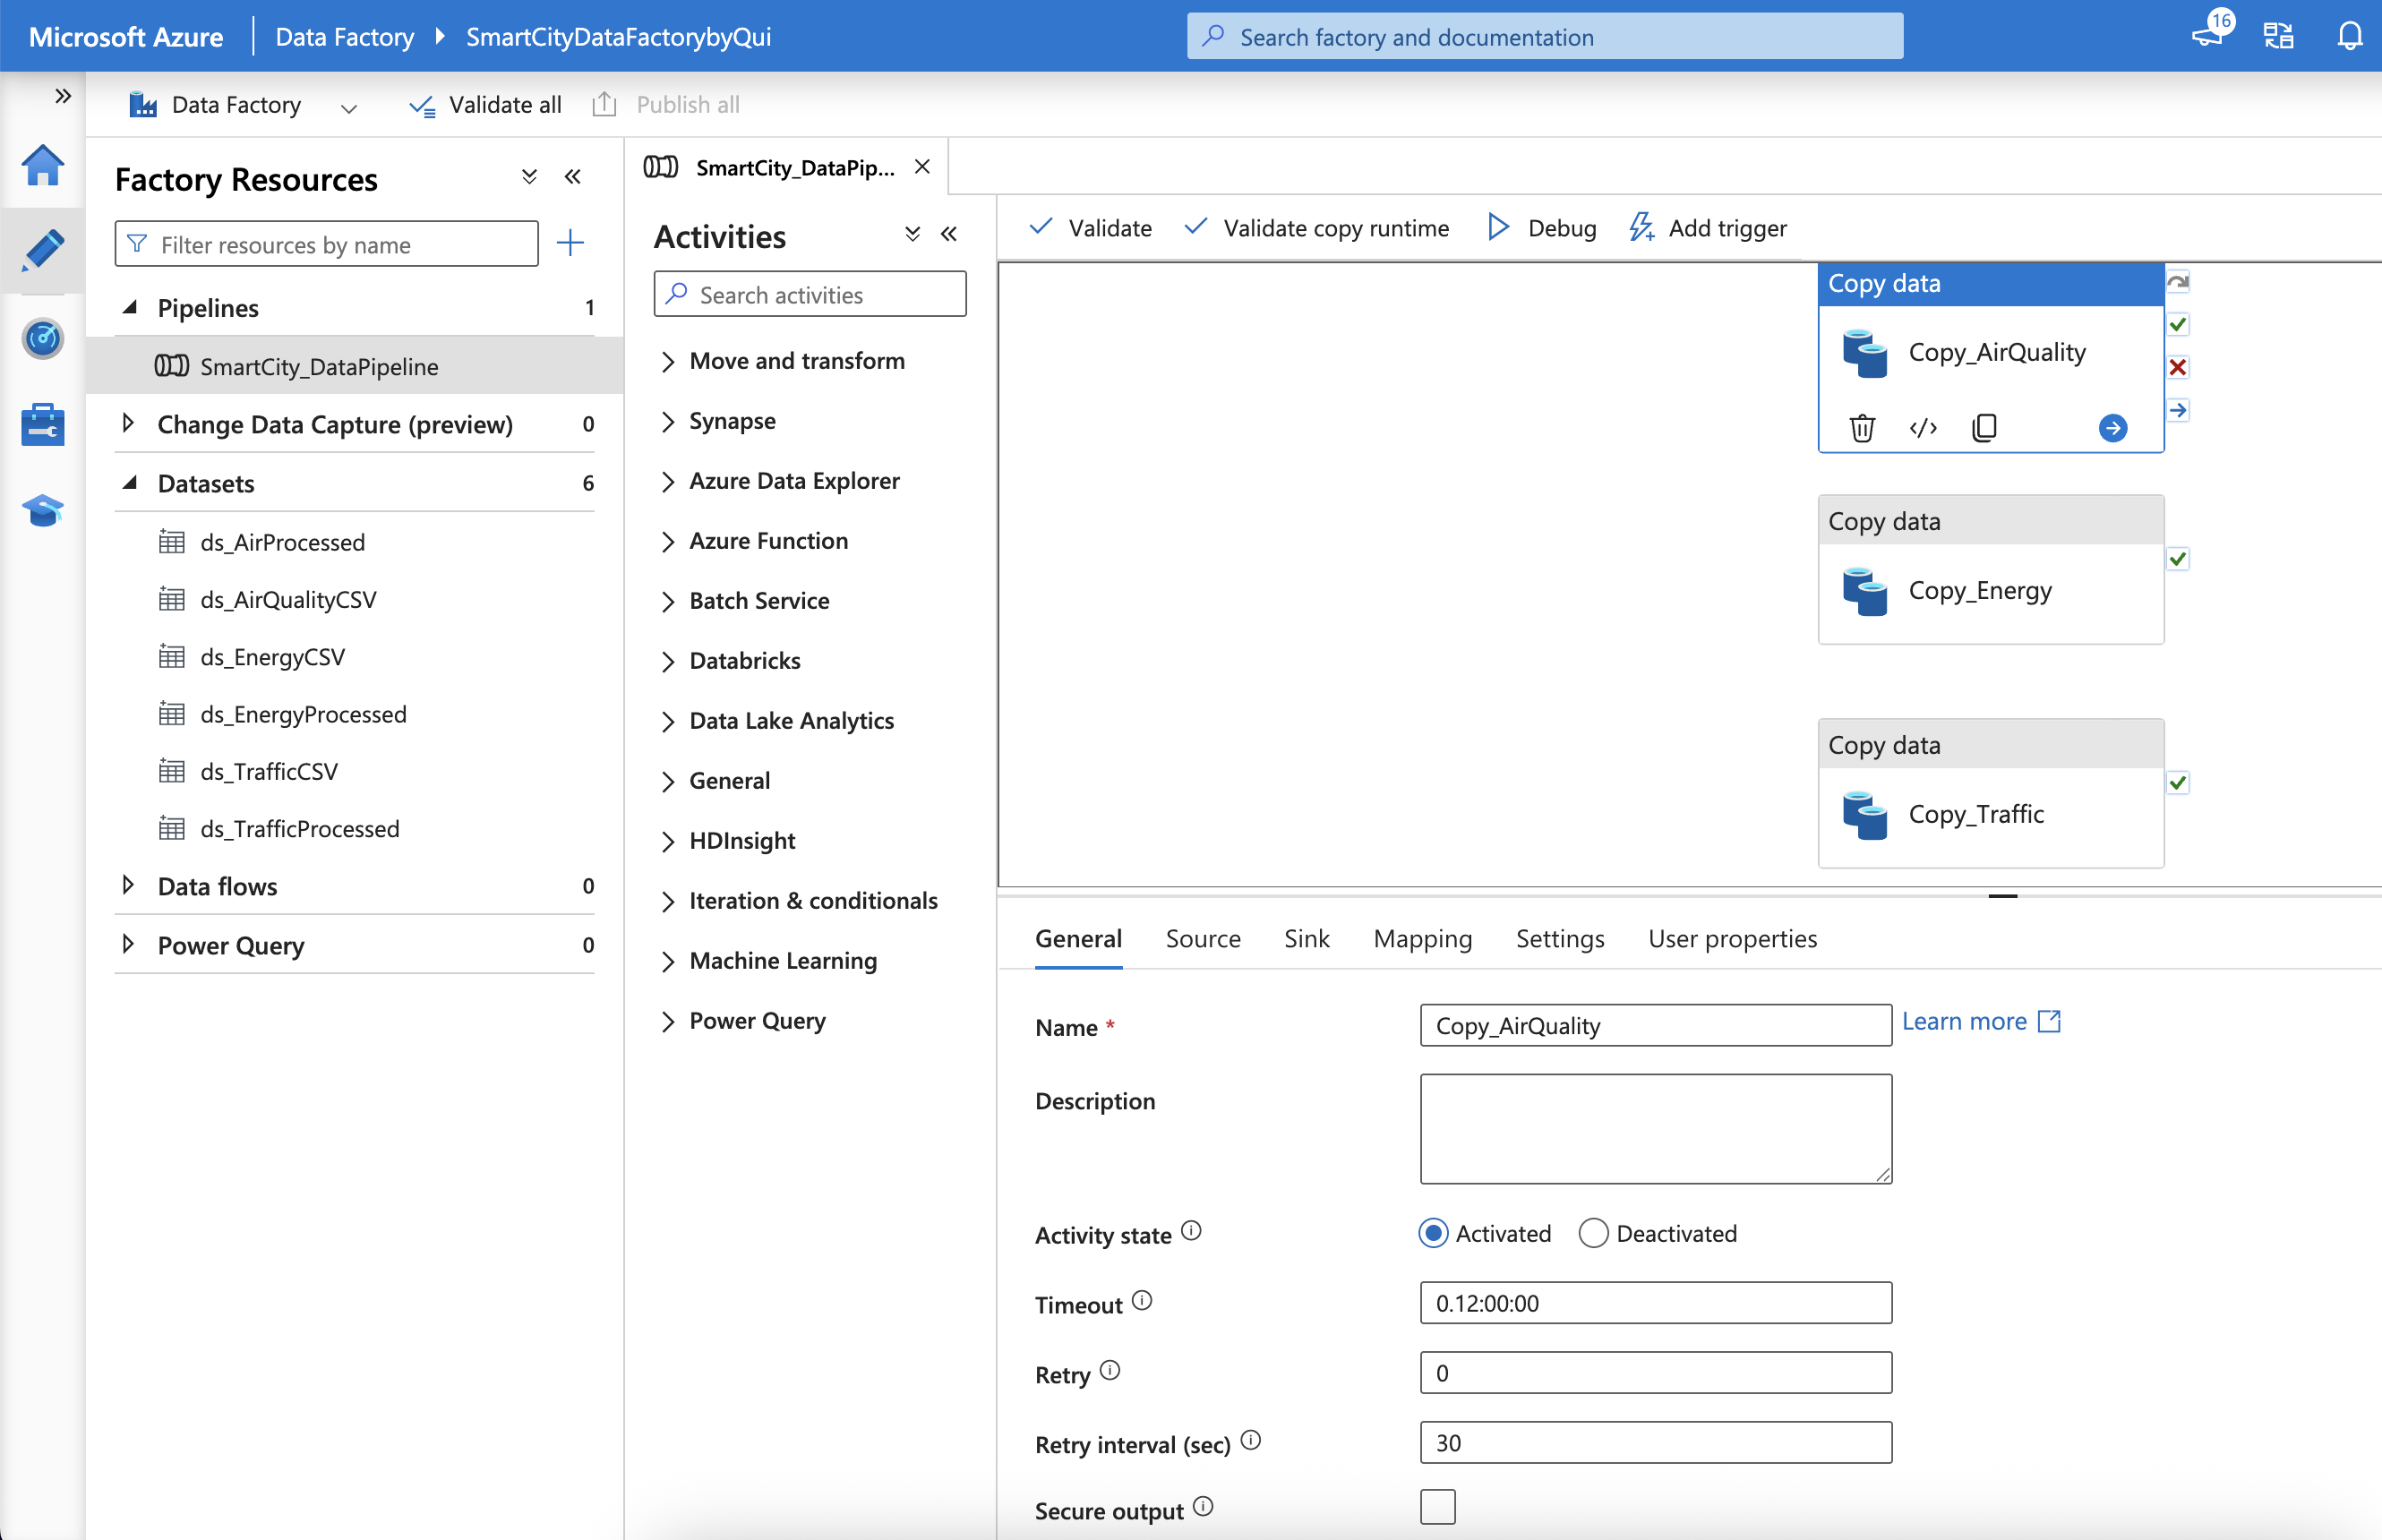 Microsoft Azure
Data Factory
SmartCityDataFactorybyQui
Search factory and documentation
16
Data Factory
Validate all
Publish all
Factory Resources
Filter resources by name
Pipelines 1
SmartCity_DataPipeline
Change Data Capture (preview) 0
Datasets 6
ds_AirProcessed
ds_AirQualityCSV
ds_EnergyCSV
ds_EnergyProcessed
ds_TrafficCSV
ds_TrafficProcessed
Data flows 0
Power Query 0
SmartCity_DataPip...
Activities
Search activities
Move and transform
Synapse
Azure Data Explorer
Azure Function
Batch Service
Databricks
Data Lake Analytics
General
HDInsight
Iteration & conditionals
Machine Learning
Power Query
Validate
Validate copy runtime
Debug
Add trigger
Copy data
Copy_AirQuality
Copy data
Copy_Energy
Copy data
Copy_Traffic
General Source Sink Mapping Settings User properties
Name * Copy_AirQuality Learn more
Description
Activity state Activated Deactivated
Timeout 0.12:00:00
Retry 0
Retry interval (sec) 30
Secure output